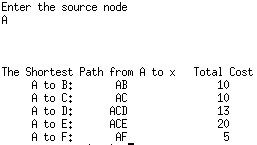 Enter the source node
A
The Shortest Path from A to x Total Cost
A to B: AB 10
A to C: AC 10
A to D: ACD 13
A to E: ACE 20
A to F: AF 5